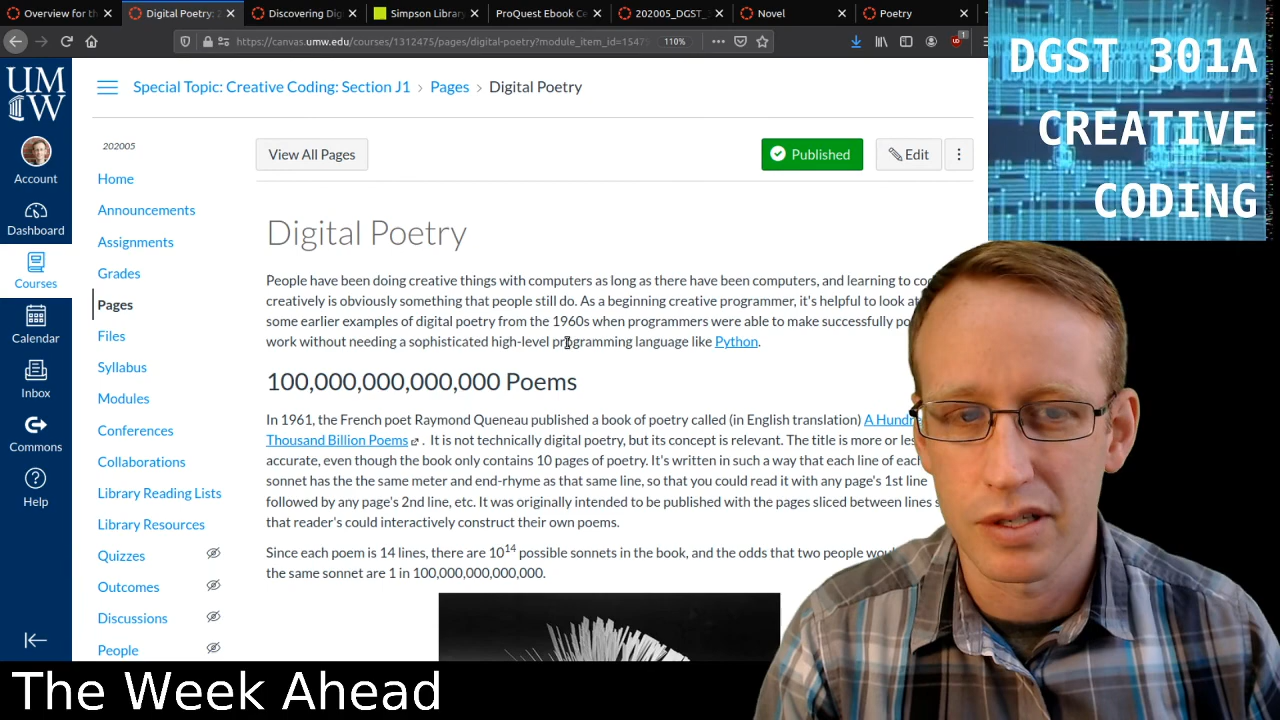 Overview for th
Digital Poetry: 2
Discovering Digi
Simpson Library
ProQuest Ebook Ce
202005_DGST_
Novel
Poetry
https://canvas.umw.edu/courses/1312475/pages/digital-poetry?module_item_id=1547
110%
DGST 301A
CREATIVE
CODING
UMW
Account
Dashboard
Courses
Calendar
Inbox
Commons
Help
Special Topic: Creative Coding: Section J1 › Pages › Digital Poetry
202005
Home
Announcements
Assignments
Grades
Pages
Files
Syllabus
Modules
Conferences
Collaborations
Library Reading Lists
Library Resources
Quizzes
Outcomes
Discussions
People
View All Pages
Published
Edit
Digital Poetry
People have been doing creative things with computers as long as there have been computers, and learning to co
creatively is obviously something that people still do. As a beginning creative programmer, it's helpful to look at
some earlier examples of digital poetry from the 1960s when programmers were able to make successfully po
work without needing a sophisticated high-level programming language like Python.
100,000,000,000,000 Poems
In 1961, the French poet Raymond Queneau published a book of poetry called (in English translation) A Hundre
Thousand Billion Poems . It is not technically digital poetry, but its concept is relevant. The title is more or les
accurate, even though the book only contains 10 pages of poetry. It's written in such a way that each line of each
sonnet has the the same meter and end-rhyme as that same line, so that you could read it with any page's 1st line
followed by any page's 2nd line, etc. It was originally intended to be published with the pages sliced between lines s
that reader's could interactively construct their own poems.
Since each poem is 14 lines, there are 10^14 possible sonnets in the book, and the odds that two people wou
the same sonnet are 1 in 100,000,000,000,000.
The Week Ahead